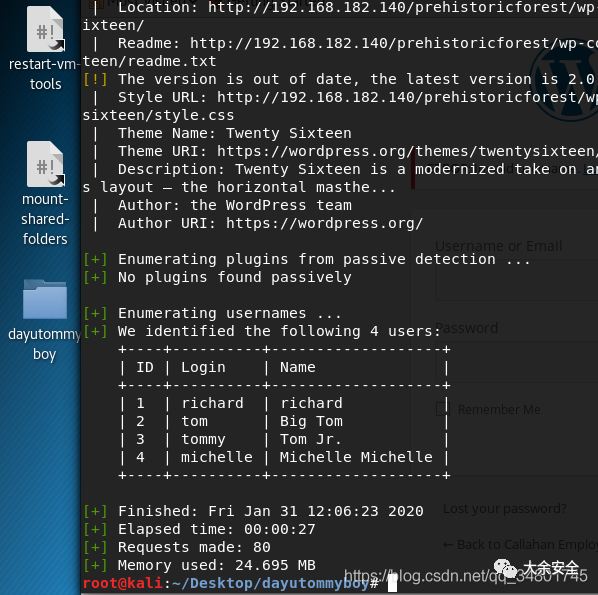 restart-vm-
tools
mount-
shared-
folders
dayutommy
boy
| Location: http://192.168.182.140/prehistoricforest/wp-
ixteen/
| Readme: http://192.168.182.140/prehistoricforest/wp-co
teen/readme.txt
[!] The version is out of date, the latest version is 2.0
| Style URL: http://192.168.182.140/prehistoricforest/wp
sixteen/style.css
| Theme Name: Twenty Sixteen
| Theme URI: https://wordpress.org/themes/twentysixteen/
| Description: Twenty Sixteen is a modernized take on an
s layout — the horizontal masthe...
| Author: the WordPress team
| Author URI: https://wordpress.org/
[+] Enumerating plugins from passive detection ...
[+] No plugins found passively
[+] Enumerating usernames ...
[+] We identified the following 4 users:
+----+----------+-------------------+
| ID | Login    | Name              |
+----+----------+-------------------+
| 1  | richard  | richard           |
| 2  | tom      | Big Tom           |
| 3  | tommy    | Tom Jr.           |
| 4  | michelle | Michelle Michelle |
+----+----------+-------------------+
[+] Finished: Fri Jan 31 12:06:23 2020
[+] Elapsed time: 00:00:27
[+] Requests made: 80
[+] Memory used: 24.695 MB
root@kali:~/Desktop/dayutommyboy#
Username or Email
Password
Remember Me
Lost your password?
← Back to Callahan Emplo
大余安全
https://blog.csdn.net/qq_34801745